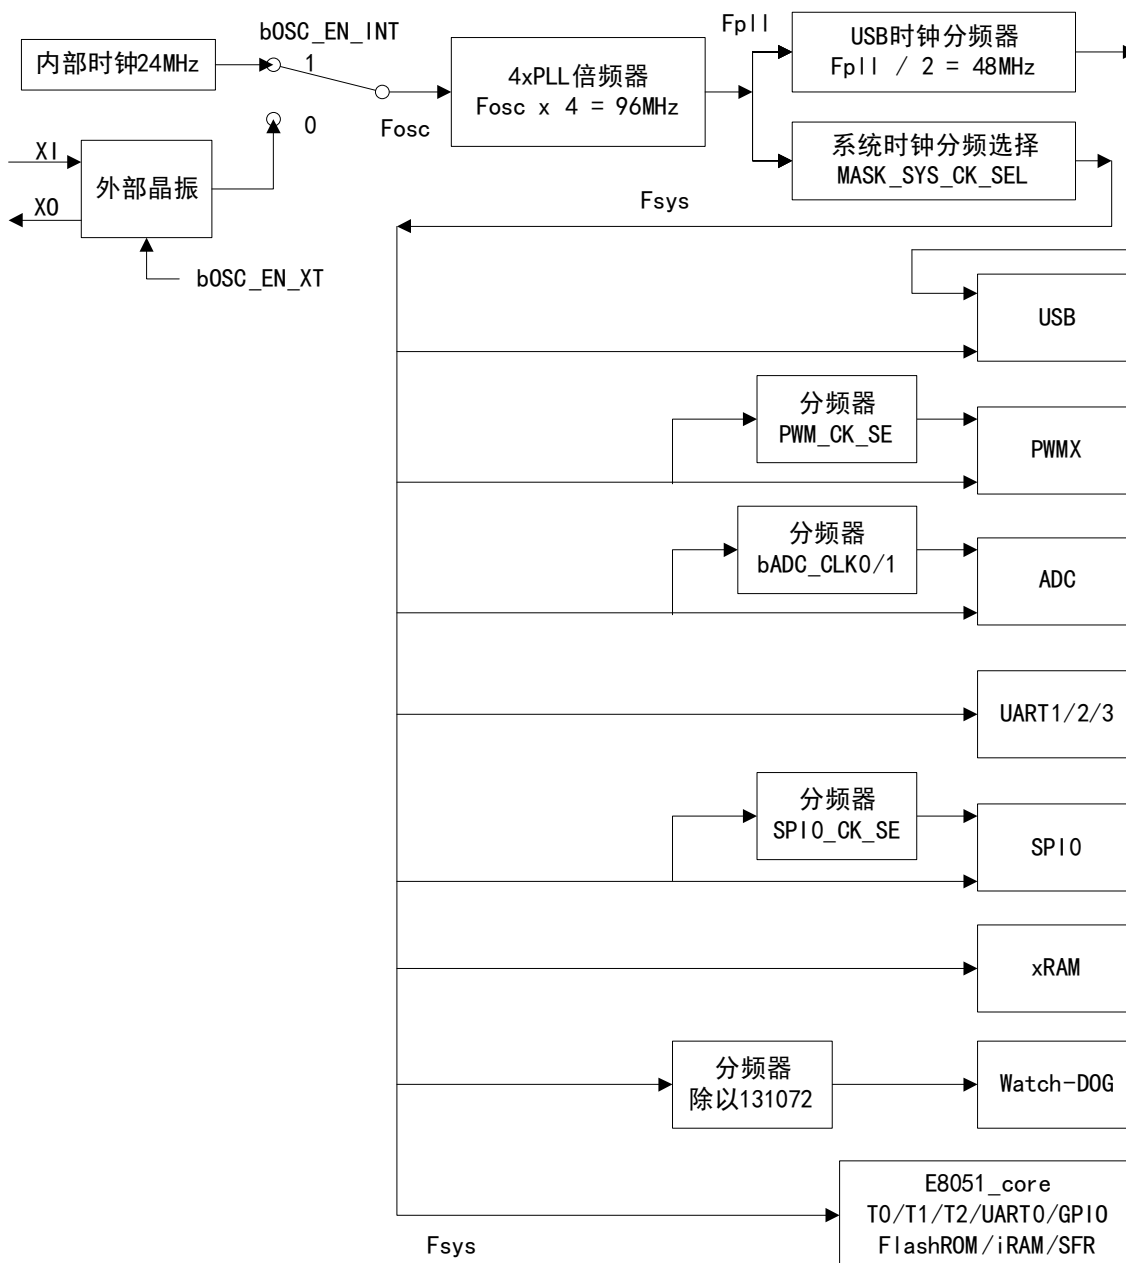 bOSC_EN_INT
内部时钟24MHz
1
0
XI
XO
外部晶振
bOSC_EN_XT
Fosc
4xPLL倍频器
Fosc x 4 = 96MHz
Fpll
USB时钟分频器
Fpll / 2 = 48MHz
系统时钟分频选择
MASK_SYS_CK_SEL
Fsys
USB
分频器
PWM_CK_SE
PWMX
分频器
bADC_CLK0/1
ADC
UART1/2/3
分频器
SPI0_CK_SE
SPI0
xRAM
分频器
除以131072
Watch-DOG
E8051_core
T0/T1/T2/UART0/GPIO
FlashROM/iRAM/SFR
Fsys